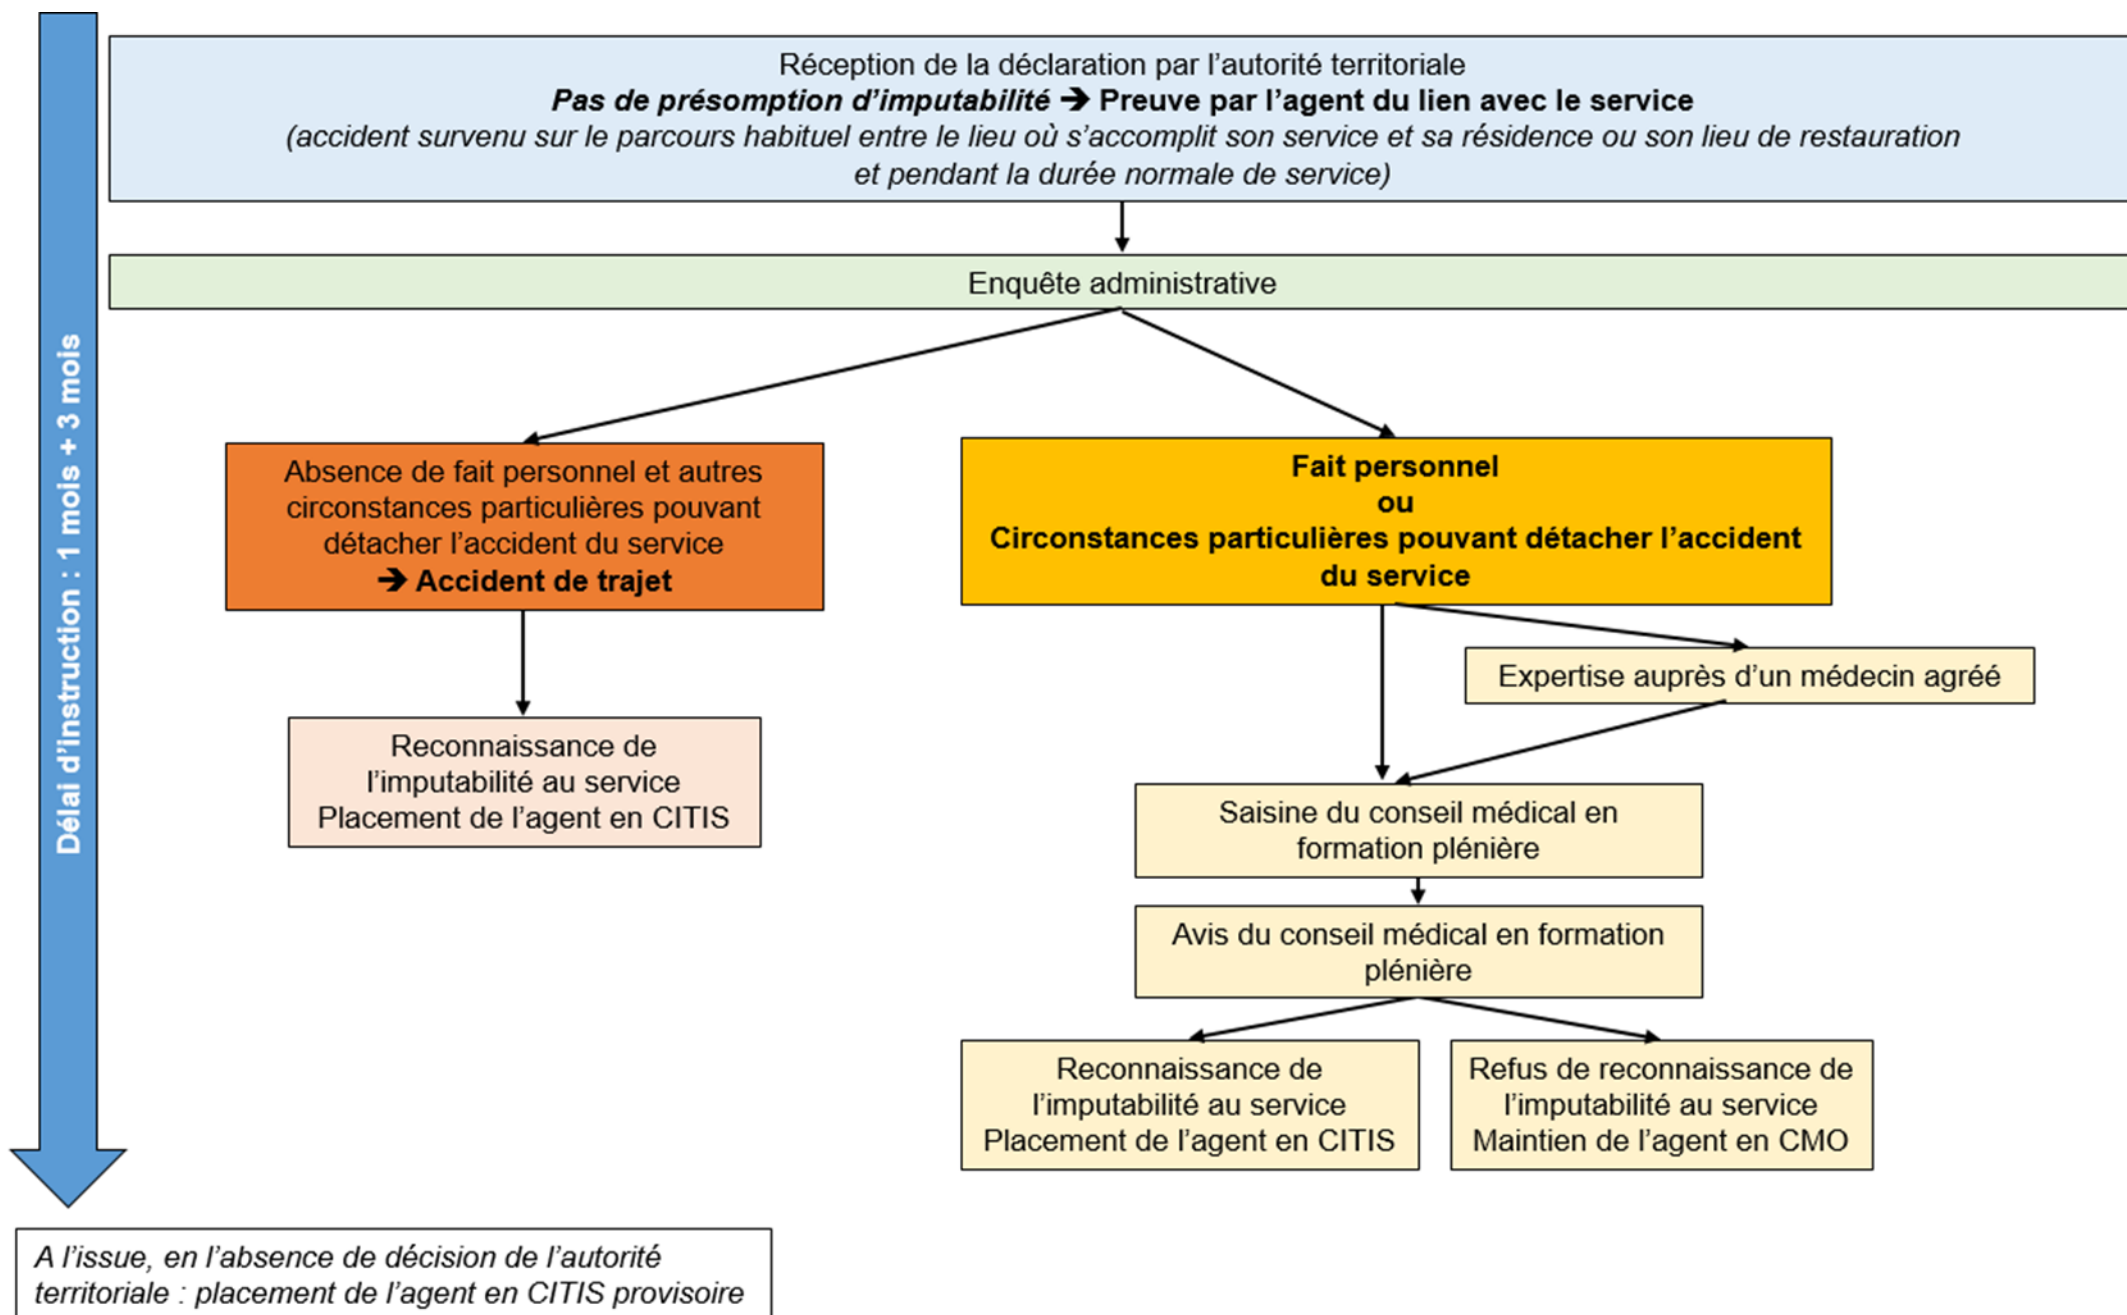 Délai d'instruction : 1 mois + 3 mois
Réception de la déclaration par l'autorité territoriale
Pas de présomption d'imputabilité ➔ Preuve par l'agent du lien avec le service
(accident survenu sur le parcours habituel entre le lieu où s'accomplit son service et sa résidence ou son lieu de restauration
et pendant la durée normale de service)
Enquête administrative
Absence de fait personnel et autres
circonstances particulières pouvant
détacher l'accident du service
➔ Accident de trajet
Reconnaissance de
l'imputabilité au service
Placement de l'agent en CITIS
Fait personnel
ou
Circonstances particulières pouvant détacher l'accident
du service
Expertise auprès d'un médecin agréé
Saisine du conseil médical en
formation plénière
Avis du conseil médical en formation
plénière
Reconnaissance de
l'imputabilité au service
Placement de l'agent en CITIS
Refus de reconnaissance de
l'imputabilité au service
Maintien de l'agent en CMO
A l'issue, en l'absence de décision de l'autorité
territoriale : placement de l'agent en CITIS provisoire